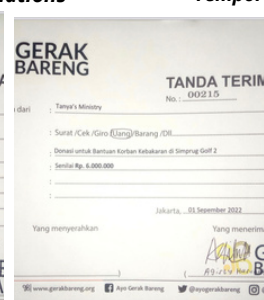 GERAK
BARENG
TANDA TERIM
No.: 00215
dari : Tanya's Ministry
: Surat /Cek /Giro /Uang/Barang /Dll
: Donasi untuk Bantuan Korban Kebakaran di Simprug Golf 2
: Senilai Rp. 6.000.000
:
Jakarta, 01 Sepember 2022
Yang menyerahkan
Yang menerim
www.gerakbareng.org Ayo Gerak Bareng @ayogerakbareng